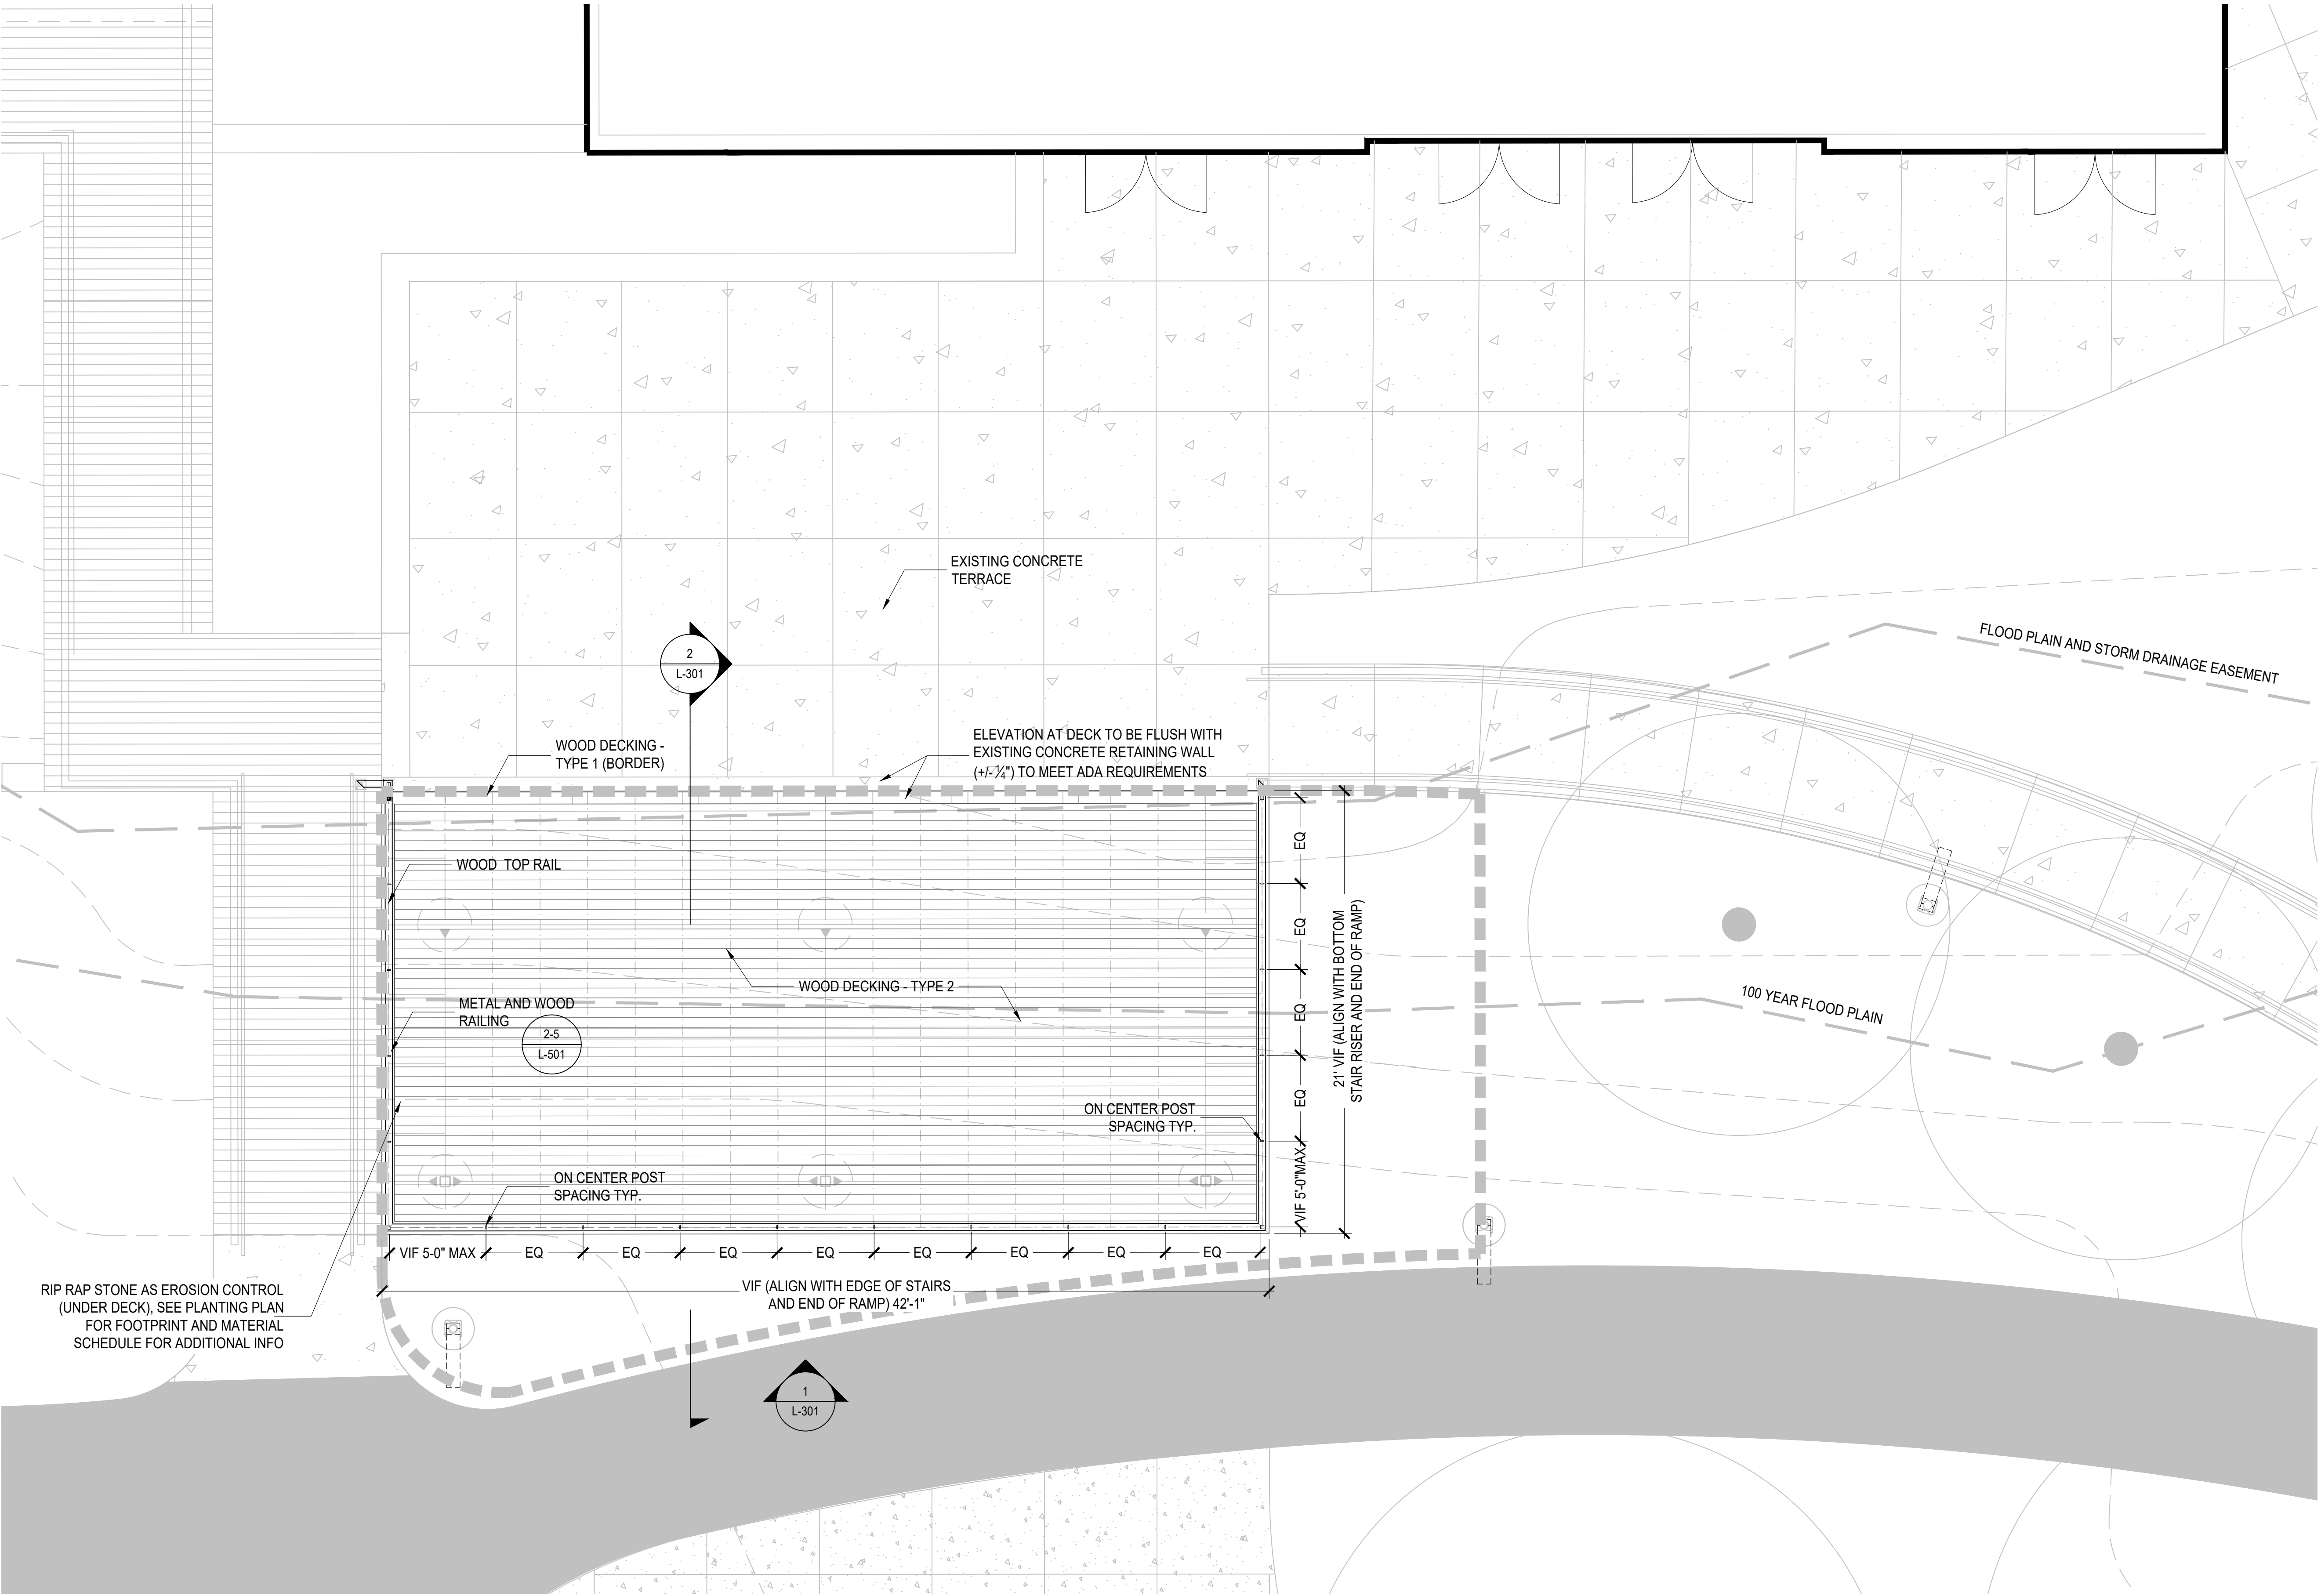 EXISTING CONCRETE
TERRACE
FLOOD PLAIN AND STORM DRAINAGE EASEMENT
2
L-301
WOOD DECKING -
TYPE 1 (BORDER)
ELEVATION AT DECK TO BE FLUSH WITH
EXISTING CONCRETE RETAINING WALL
(+/-¼") TO MEET ADA REQUIREMENTS
WOOD  TOP RAIL
EQ
EQ
EQ
EQ
VIF 5'-0"MAX
21' VIF (ALIGN WITH BOTTOM
STAIR RISER AND END OF RAMP)
WOOD DECKING - TYPE 2
100 YEAR FLOOD PLAIN
METAL AND WOOD
RAILING
2-5
L-501
ON CENTER POST
SPACING TYP.
ON CENTER POST
SPACING TYP.
VIF 5-0" MAX
EQ
EQ
EQ
EQ
EQ
EQ
EQ
EQ
VIF (ALIGN WITH EDGE OF STAIRS
AND END OF RAMP) 42'-1"
RIP RAP STONE AS EROSION CONTROL
(UNDER DECK), SEE PLANTING PLAN
FOR FOOTPRINT AND MATERIAL
SCHEDULE FOR ADDITIONAL INFO
1
L-301